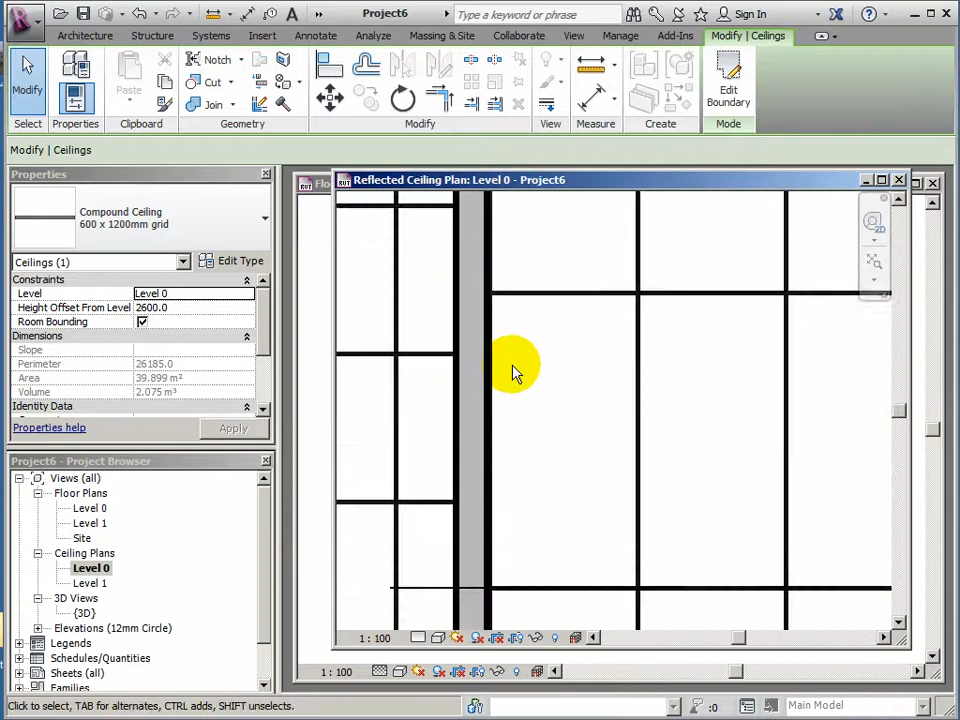 Project6
Type a keyword or phrase
Sign In
Architecture Structure Systems Insert Annotate Analyze Massing & Site Collaborate View Manage Add-Ins Modify | Ceilings
Modify
Paste
Notch
Cut
Join
Edit
Boundary
Select Properties Clipboard Geometry Modify View Measure Create Mode
Modify | Ceilings
Properties
Compound Ceiling
600 x 1200mm grid
Ceilings (1) Edit Type
Constraints
Level Level 0
Height Offset From Level 2600.0
Room Bounding
Dimensions
Slope
Perimeter 26185.0
Area 39.899 m²
Volume 2.075 m³
Identity Data
Properties help Apply
Project6 - Project Browser
Views (all)
Floor Plans
Level 0
Level 1
Site
Ceiling Plans
Level 0
Level 1
3D Views
{3D}
Elevations (12mm Circle)
Legends
Schedules/Quantities
Sheets (all)
Families
RVT Flo
RVT Reflected Ceiling Plan: Level 0 - Project6
2D
1 : 100
1 : 100
Click to select, TAB for alternates, CTRL adds, SHIFT unselects.
:0 Main Model